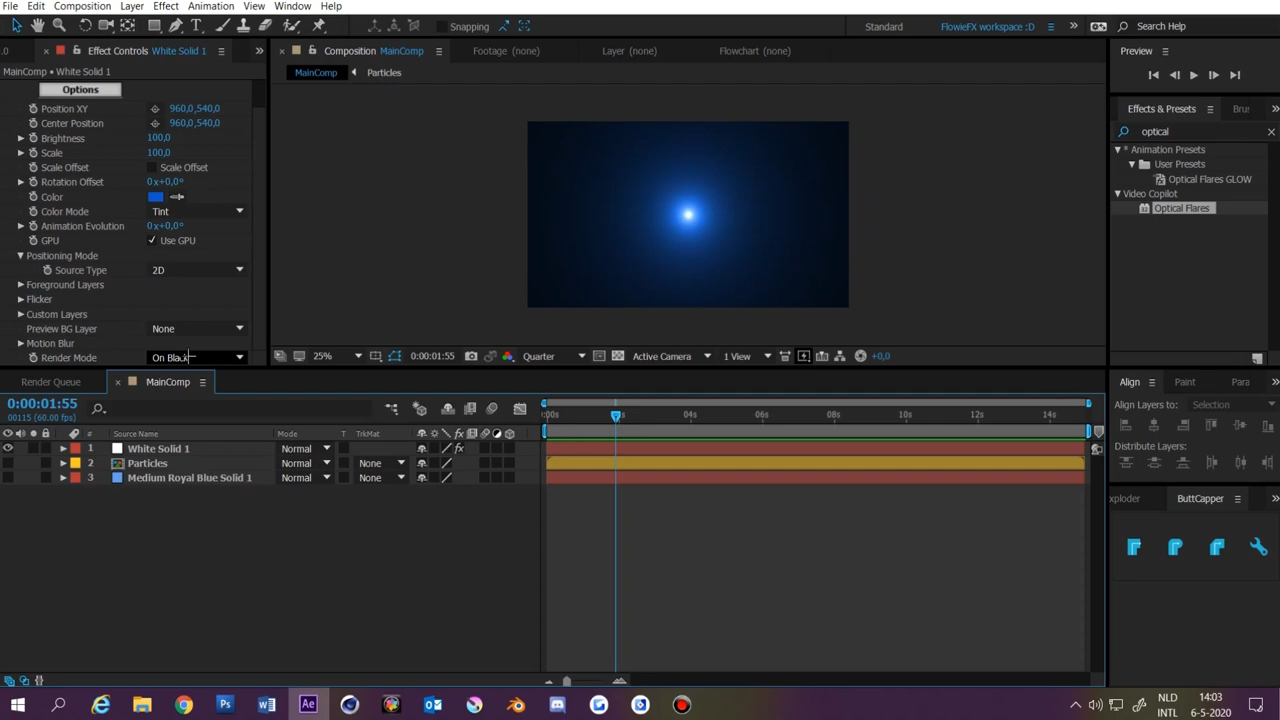 File Edit Composition Layer Effect Animation View Window Help
Snapping
Standard FlowieFX workspace :D Search Help
.0 Effect Controls White Solid 1
Composition MainComp Footage (none) Layer (none) Flowchart (none)
Preview
MainComp • White Solid 1
MainComp Particles
Options
Position XY 960,0,540,0
Center Position 960,0,540,0
Brightness 100,0
Scale 100,0
Scale Offset Scale Offset
Rotation Offset 0x+0,0°
Color
Color Mode Tint
Animation Evolution 0x+0,0°
GPU Use GPU
Positioning Mode
Source Type 2D
Foreground Layers
Flicker
Custom Layers
Preview BG Layer None
Motion Blur
Render Mode On Black
25% 0:00:01:55 Quarter Active Camera 1 View +0,0
Effects & Presets Bru
optical
* Animation Presets
User Presets
Optical Flares GLOW
Video Copilot
Optical Flares
Render Queue MainComp
0:00:01:55
00115 (60.00 fps)
:00s 04s 06s 08s 10s 12s 14s
# Source Name Mode T TrkMat
1 White Solid 1 Normal
2 Particles Normal None
3 Medium Royal Blue Solid 1 Normal None
Align Paint Para
Align Layers to: Selection
Distribute Layers:
xploder ButtCapper
NLD
INTL
14:03
6-5-2020